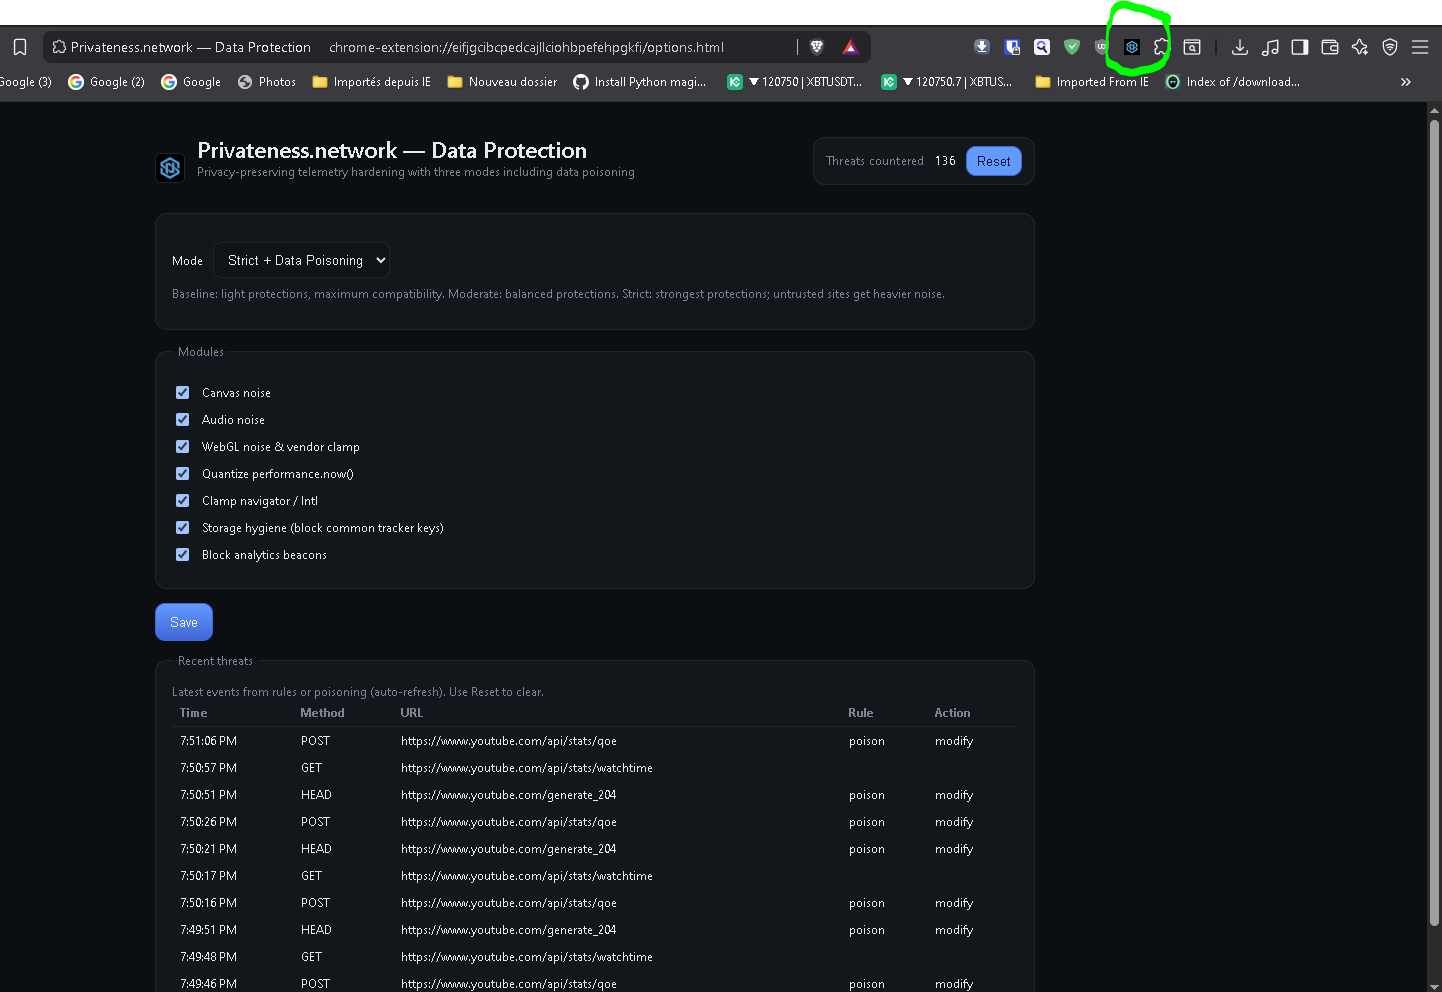 Privateness.network — Data Protection chrome-extension://eifjgcibcpedcajllciohbpefehpgkfi/options.html
Google (3) Google (2) Google Photos Importés depuis IE Nouveau dossier Install Python magi... ▼ 120750 | XBTUSDT... ▼ 120750.7 | XBTUS... Imported From IE Index of /download... »
Privateness.network — Data Protection
Privacy-preserving telemetry hardening with three modes including data poisoning
Threats countered 136 Reset
Mode Strict + Data Poisoning
Baseline: light protections, maximum compatibility. Moderate: balanced protections. Strict: strongest protections; untrusted sites get heavier noise.
Modules
Canvas noise
Audio noise
WebGL noise & vendor clamp
Quantize performance.now()
Clamp navigator / Intl
Storage hygiene (block common tracker keys)
Block analytics beacons
Save
Recent threats
Latest events from rules or poisoning (auto-refresh). Use Reset to clear.
Time Method URL Rule Action
7:51:06 PM POST https://www.youtube.com/api/stats/qoe poison modify
7:50:57 PM GET https://www.youtube.com/api/stats/watchtime
7:50:51 PM HEAD https://www.youtube.com/generate_204 poison modify
7:50:26 PM POST https://www.youtube.com/api/stats/qoe poison modify
7:50:21 PM HEAD https://www.youtube.com/generate_204 poison modify
7:50:17 PM GET https://www.youtube.com/api/stats/watchtime
7:50:16 PM POST https://www.youtube.com/api/stats/qoe poison modify
7:49:51 PM HEAD https://www.youtube.com/generate_204 poison modify
7:49:48 PM GET https://www.youtube.com/api/stats/watchtime
7:49:46 PM POST https://www.youtube.com/api/stats/qoe poison modify